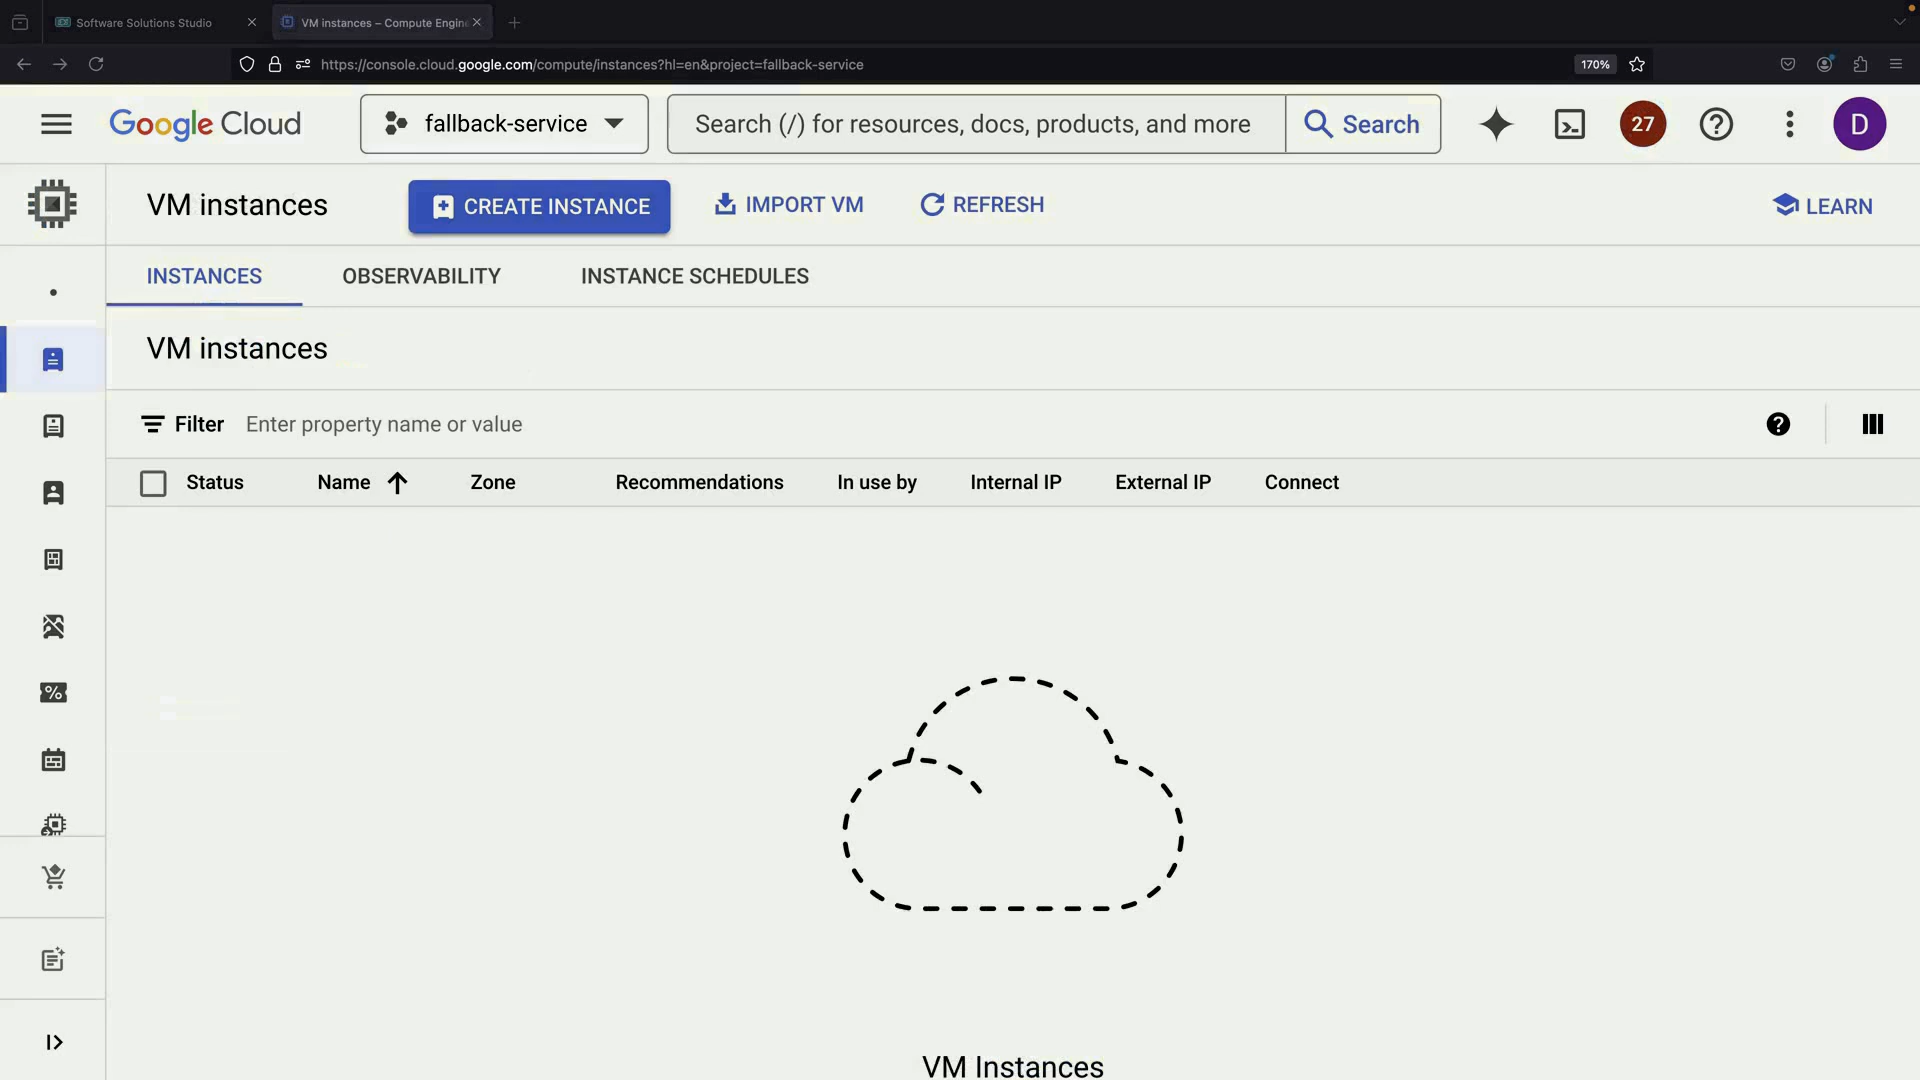 Software Solutions Studio
VM instances – Compute Engin
https://console.cloud.google.com/compute/instances?hl=en&project=fallback-service
170%
Google Cloud
fallback-service
Search (/) for resources, docs, products, and more
Search
27
D
VM instances
CREATE INSTANCE
IMPORT VM
REFRESH
LEARN
INSTANCES
OBSERVABILITY
INSTANCE SCHEDULES
VM instances
Filter
Enter property name or value
Status
Name
Zone
Recommendations
In use by
Internal IP
External IP
Connect
VM Instances